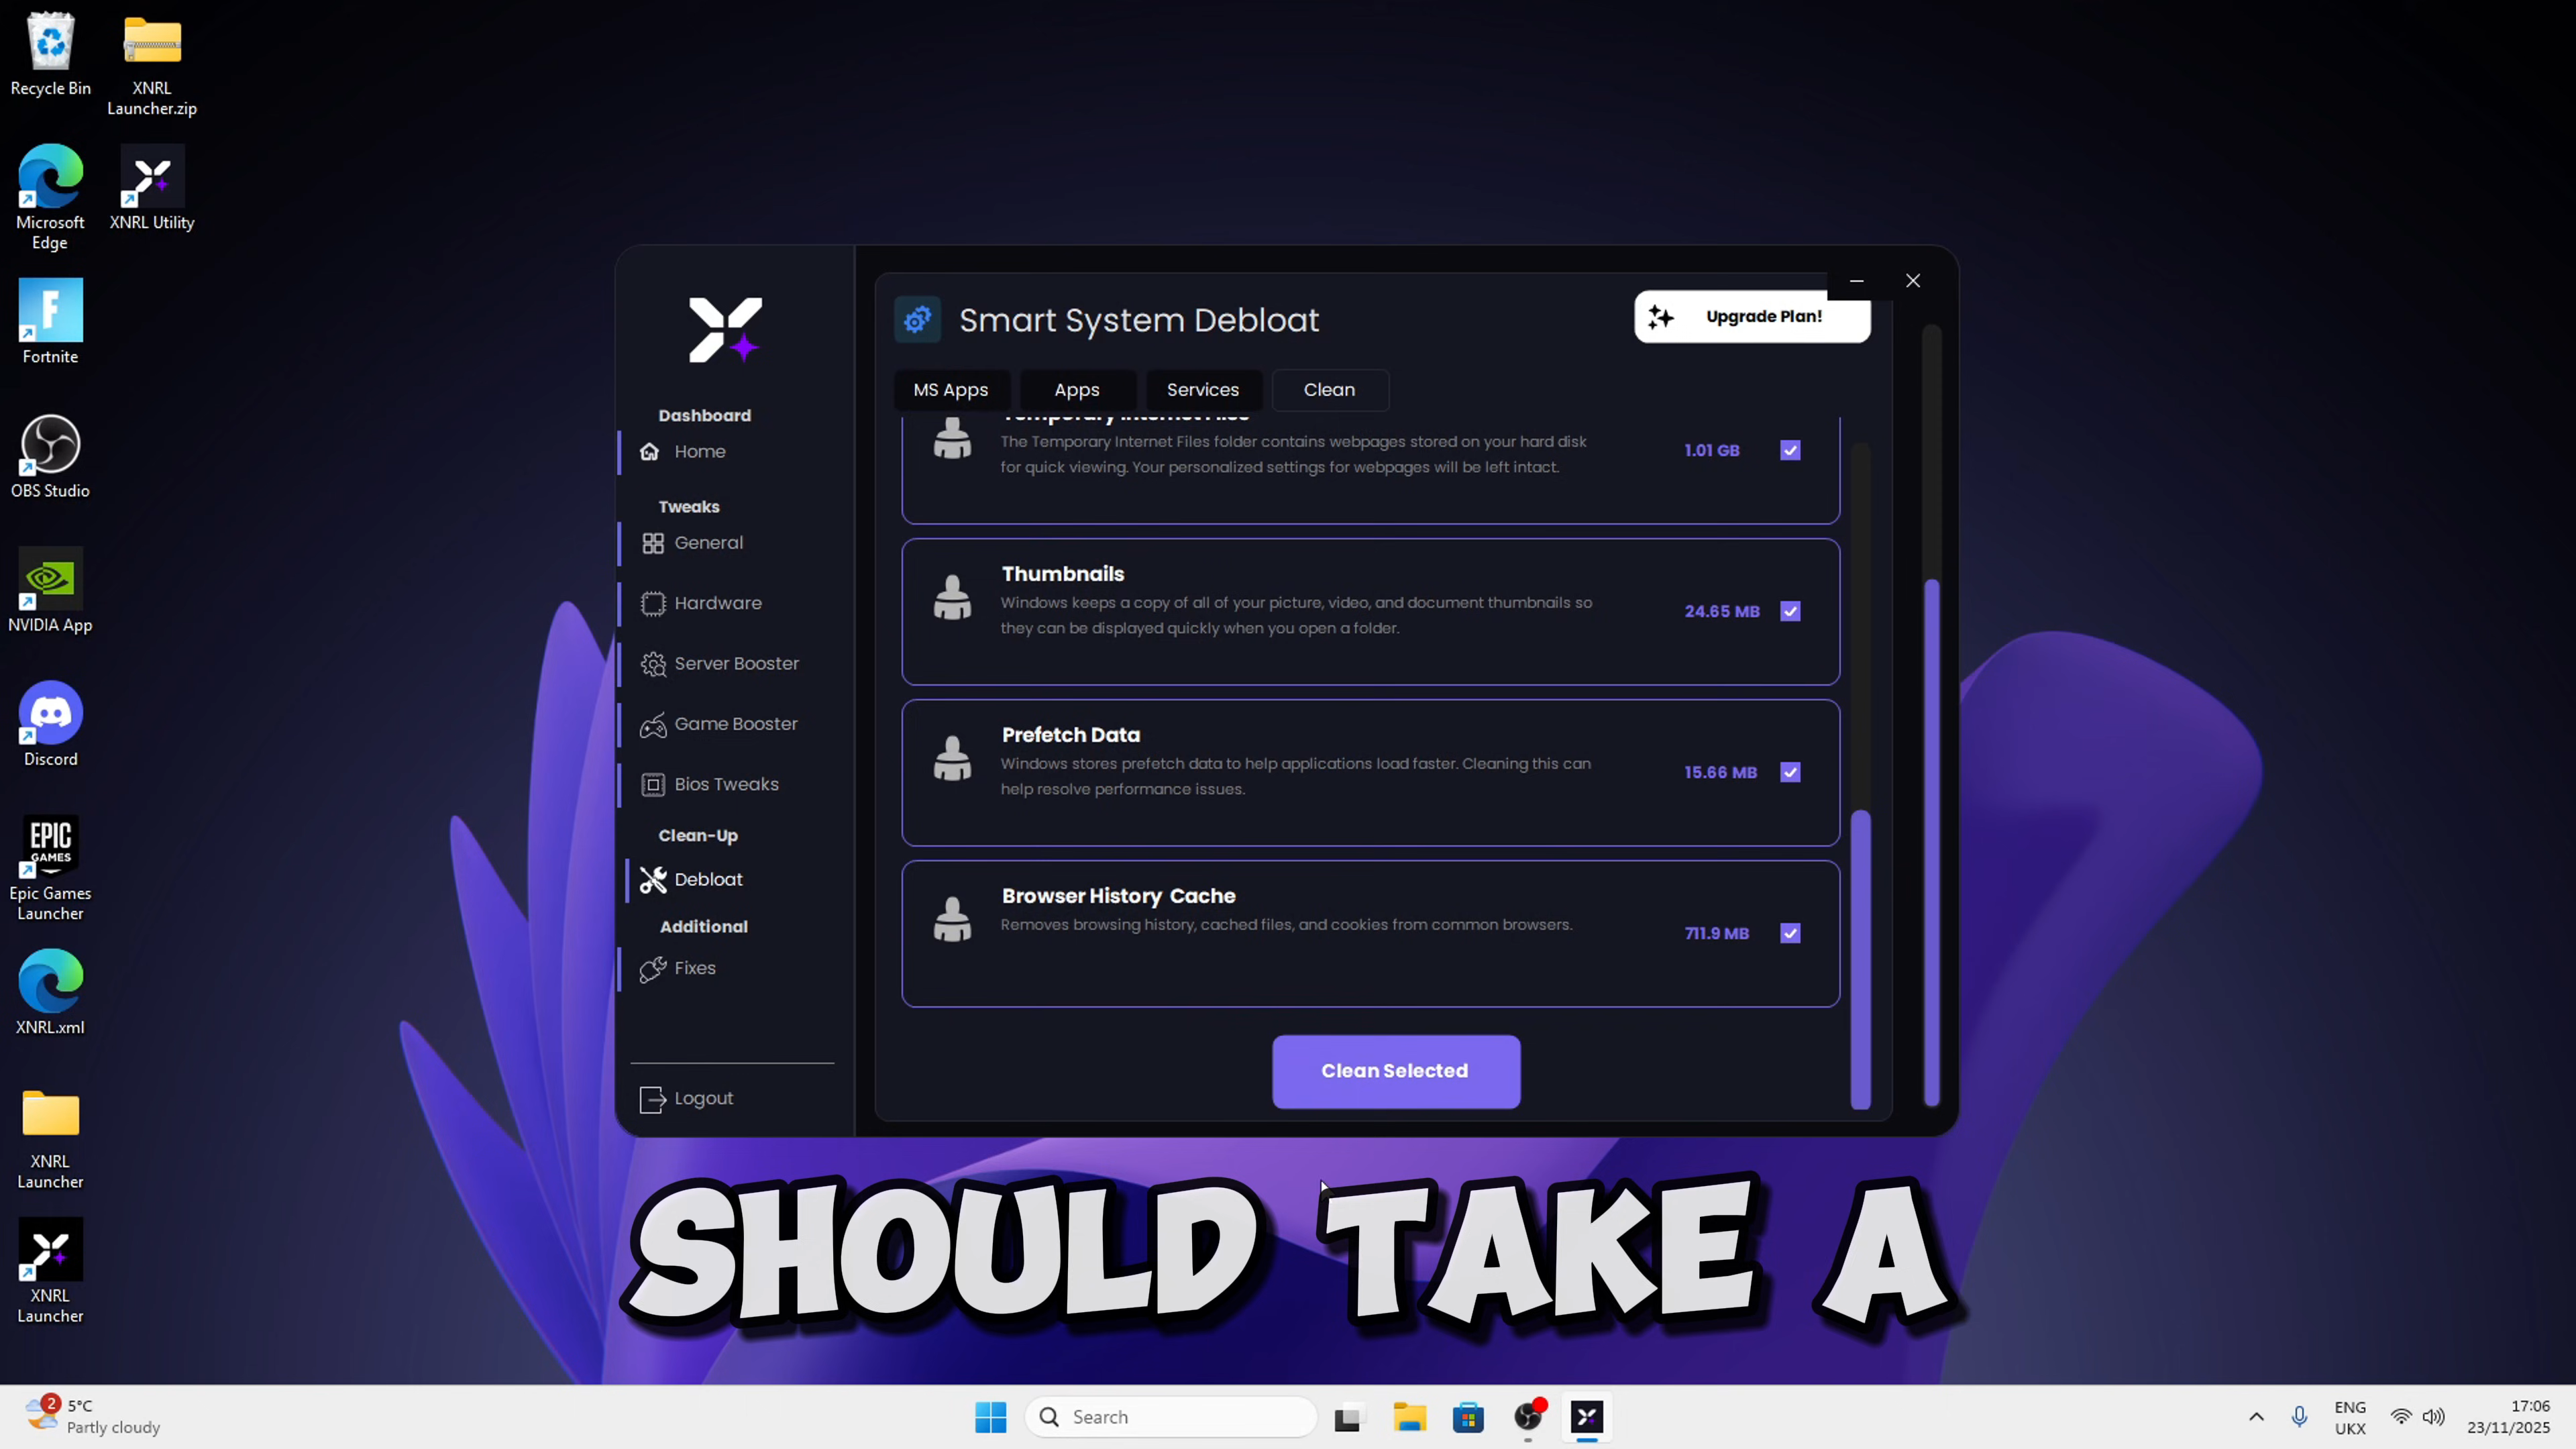 Recycle Bin
XNRL
Launcher.zip
Microsoft
Edge
XNRL Utility
Fortnite
OBS Studio
NVIDIA App
Discord
EPIC
GAMES
Epic Games
Launcher
XNRL.xml
XNRL
Launcher
XNRL
Launcher
Dashboard
Home
Tweaks
General
Hardware
Server Booster
Game Booster
Bios Tweaks
Clean-Up
Debloat
Additional
Fixes
Logout
Smart System Debloat
Upgrade Plan!
MS Apps
Apps
Services
Clean
Temporary Internet Files
The Temporary Internet Files folder contains webpages stored on your hard disk
for quick viewing. Your personalized settings for webpages will be left intact.
1.01 GB
Thumbnails
Windows keeps a copy of all of your picture, video, and document thumbnails so
they can be displayed quickly when you open a folder.
24.65 MB
Prefetch Data
Windows stores prefetch data to help applications load faster. Cleaning this can
help resolve performance issues.
15.66 MB
Browser History Cache
Removes browsing history, cached files, and cookies from common browsers.
711.9 MB
Clean Selected
SHOULD TAKE A
2
5°C
Partly cloudy
Search
ENG
UKX
17:06
23/11/2025